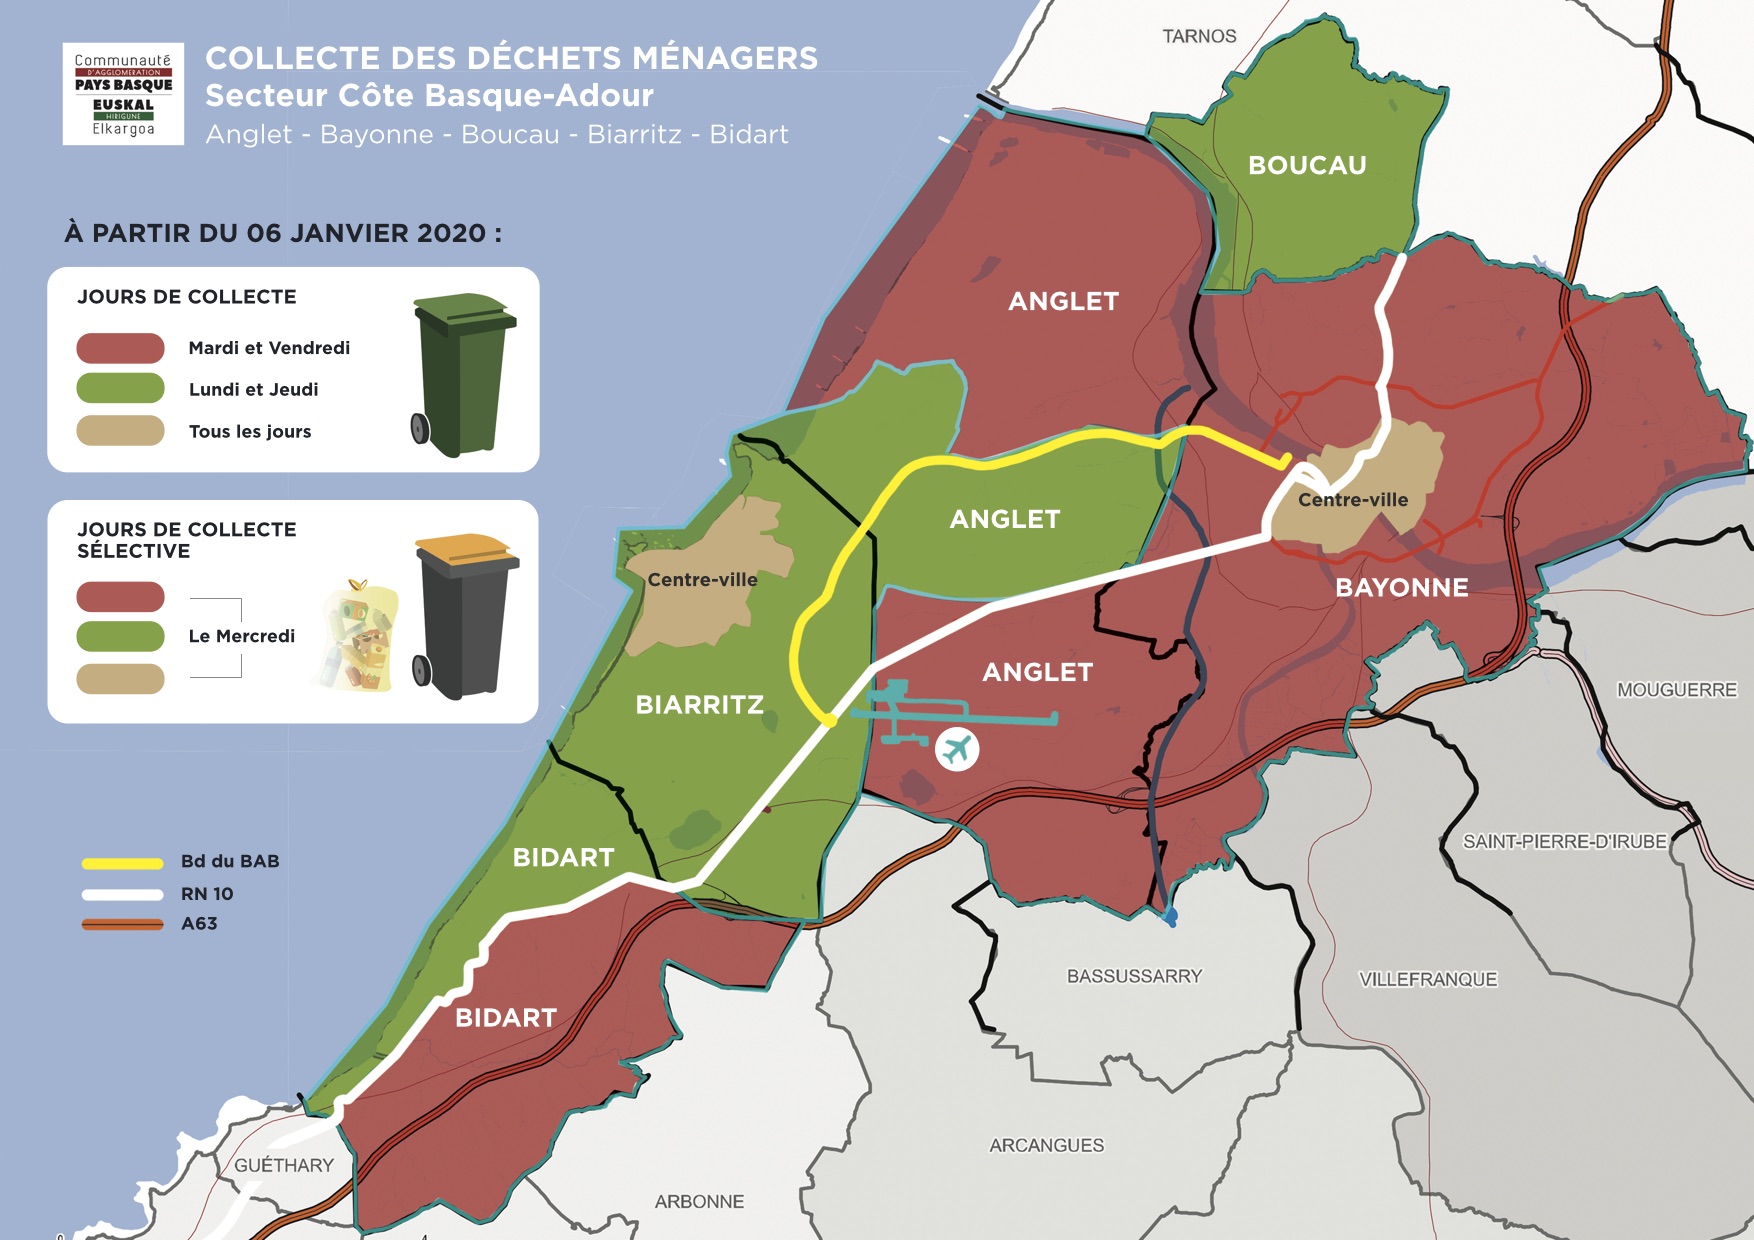 Communauté
D'AGGLOMÉRATION
PAYS BASQUE
EUSKAL
HIRIGUNE
Elkargoa
COLLECTE DES DÉCHETS MÉNAGERS
Secteur Côte Basque-Adour
Anglet - Bayonne - Boucau - Biarritz - Bidart
À PARTIR DU 06 JANVIER 2020 :
JOURS DE COLLECTE
Mardi et Vendredi
Lundi et Jeudi
Tous les jours
JOURS DE COLLECTE
SÉLECTIVE
Le Mercredi
Bd du BAB
RN 10
A63
TARNOS
BOUCAU
ANGLET
ANGLET
Centre-ville
Centre-ville
BAYONNE
ANGLET
BIARRITZ
MOUGUERRE
SAINT-PIERRE-D'IRUBE
BIDART
BASSUSSARRY
VILLEFRANQUE
BIDART
ARCANGUES
GUÉTHARY
ARBONNE